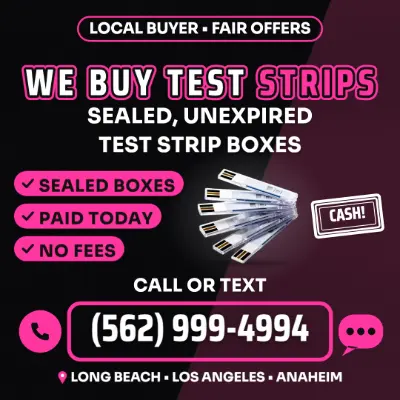 LOCAL BUYER • FAIR OFFERS
WE BUY TEST STRIPS
SEALED, UNEXPIRED
TEST STRIP BOXES
SEALED BOXES
PAID TODAY
NO FEES
CASH!
CALL OR TEXT
(562) 999-4994
LONG BEACH • LOS ANGELES • ANAHEIM